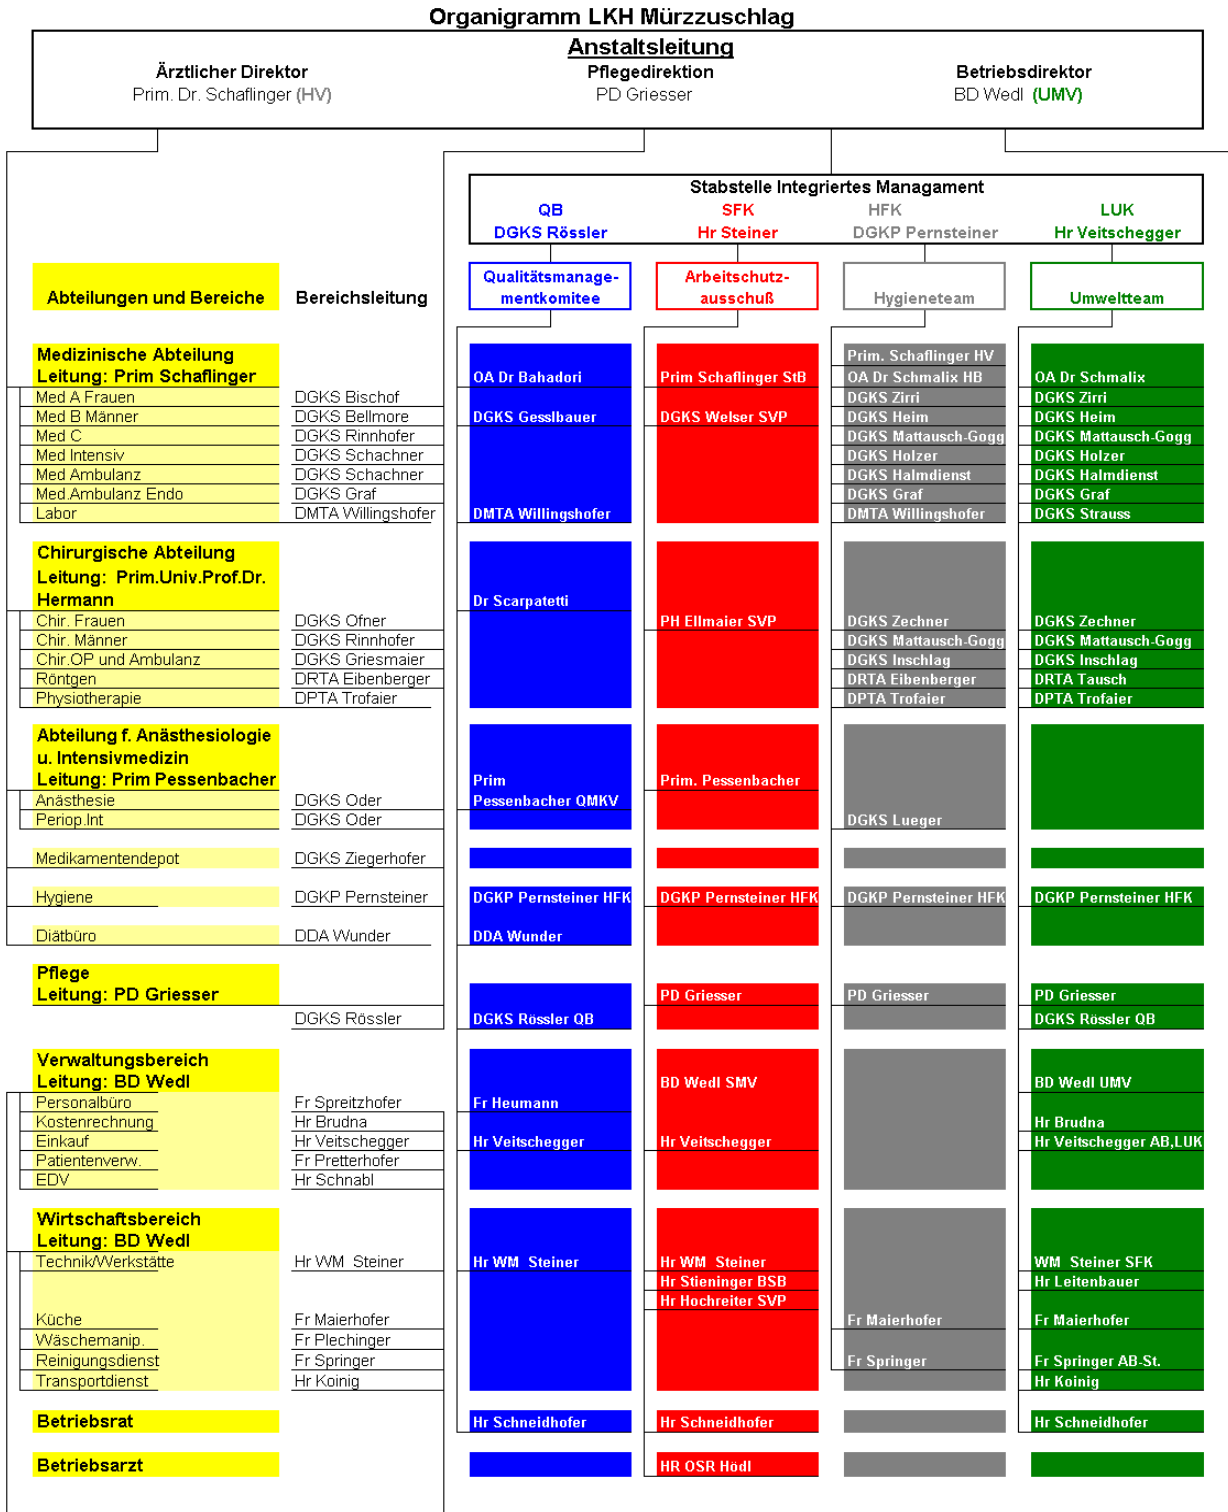 Organigramm LKH Mürzzuschlag
Anstaltsleitung
Ärztlicher Direktor Pflegedirektion Betriebsdirektor
Prim. Dr. Schaflinger (HV) PD Griesser BD Wedl (UMV)
Stabstelle Integriertes Managament
QB SFK HFK LUK
DGKS Rössler Hr Steiner DGKP Pernsteiner Hr Veitschegger
Qualitätsmanage- Arbeitschutz-
Abteilungen und Bereiche Bereichsleitung mentkomitee ausschuß Hygieneteam Umweltteam
Medizinische Abteilung Prim. Schaflinger HV
Leitung: Prim Schaflinger OA Dr Bahadori Prim Schaflinger StB OA Dr Schmalix HB OA Dr Schmalix
Med A Frauen DGKS Bischof DGKS Zirri DGKS Zirri
Med B Männer DGKS Bellmore DGKS Gesslbauer DGKS Welser SVP DGKS Heim DGKS Heim
Med C DGKS Rinnhofer DGKS Mattausch-Gogg DGKS Mattausch-Gogg
Med Intensiv DGKS Schachner DGKS Holzer DGKS Holzer
Med Ambulanz DGKS Schachner DGKS Halmdienst DGKS Halmdienst
Med.Ambulanz Endo DGKS Graf DGKS Graf DGKS Graf
Labor DMTA Willingshofer DMTA Willingshofer DMTA Willingshofer DGKS Strauss
Chirurgische Abteilung
Leitung: Prim.Univ.Prof.Dr.
Hermann Dr Scarpatetti
Chir. Frauen DGKS Ofner PH Ellmaier SVP DGKS Zechner DGKS Zechner
Chir. Männer DGKS Rinnhofer DGKS Mattausch-Gogg DGKS Mattausch-Gogg
Chir.OP und Ambulanz DGKS Griesmaier DGKS Inschlag DGKS Inschlag
Röntgen DRTA Eibenberger DRTA Eibenberger DRTA Tausch
Physiotherapie DPTA Trofaier DPTA Trofaier DPTA Trofaier
Abteilung f. Anästhesiologie
u. Intensivmedizin
Leitung: Prim Pessenbacher Prim Prim. Pessenbacher
Anästhesie DGKS Oder Pessenbacher QMKV
Periop.Int DGKS Oder DGKS Lueger
Medikamentendepot DGKS Ziegerhofer
Hygiene DGKP Pernsteiner DGKP Pernsteiner HFK DGKP Pernsteiner HFK DGKP Pernsteiner HFK DGKP Pernsteiner HFK
Diätbüro DDA Wunder DDA Wunder
Pflege
Leitung: PD Griesser PD Griesser PD Griesser PD Griesser
DGKS Rössler DGKS Rössler QB DGKS Rössler QB
Verwaltungsbereich
Leitung: BD Wedl BD Wedl SMV BD Wedl UMV
Personalbüro Fr Spreitzhofer Fr Heumann
Kostenrechnung Hr Brudna Hr Brudna
Einkauf Hr Veitschegger Hr Veitschegger Hr Veitschegger Hr Veitschegger AB,LUK
Patientenverw. Fr Pretterhofer
EDV Hr Schnabl
Wirtschaftsbereich
Leitung: BD Wedl
Technik/Werkstätte Hr WM Steiner Hr WM Steiner Hr WM Steiner WM Steiner SFK
Hr Stieninger BSB Hr Leitenbauer
Hr Hochreiter SVP
Küche Fr Maierhofer Fr Maierhofer Fr Maierhofer
Wäschemanip. Fr Plechinger
Reinigungsdienst Fr Springer Fr Springer Fr Springer AB-St.
Transportdienst Hr Koinig Hr Koinig
Betriebsrat Hr Schneidhofer Hr Schneidhofer Hr Schneidhofer
Betriebsarzt HR OSR Hödl